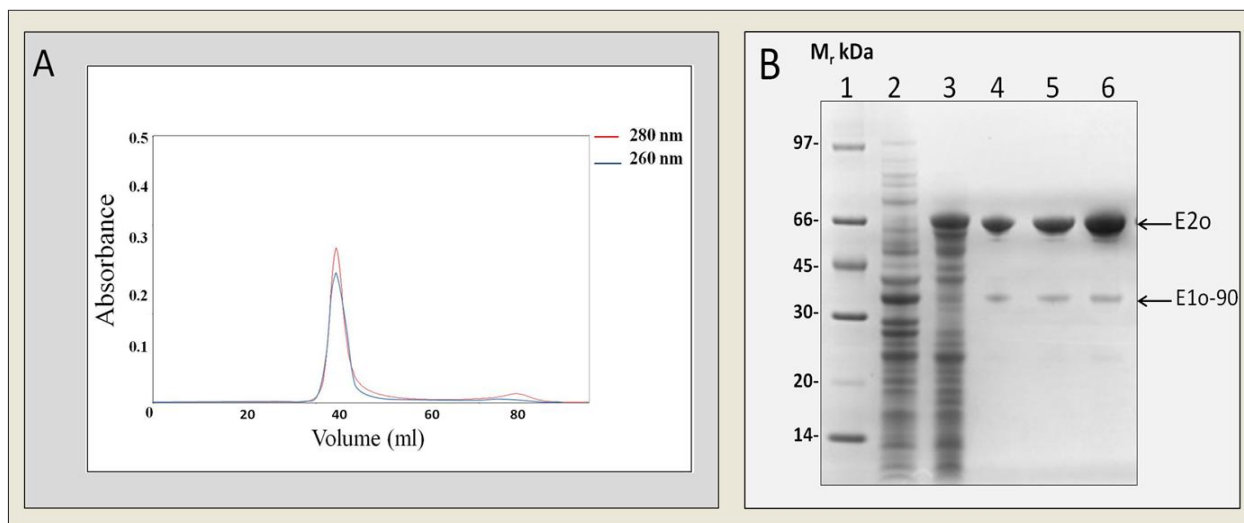 A
0.5
0.4
0.3
0.2
0.1
0 20 40 60 80
Absorbance
Volume (ml)
280 nm
260 nm
B
Mr kDa
1 2 3 4 5 6
97-
66-
45-
30-
20-
14-
E2o
E1o-90